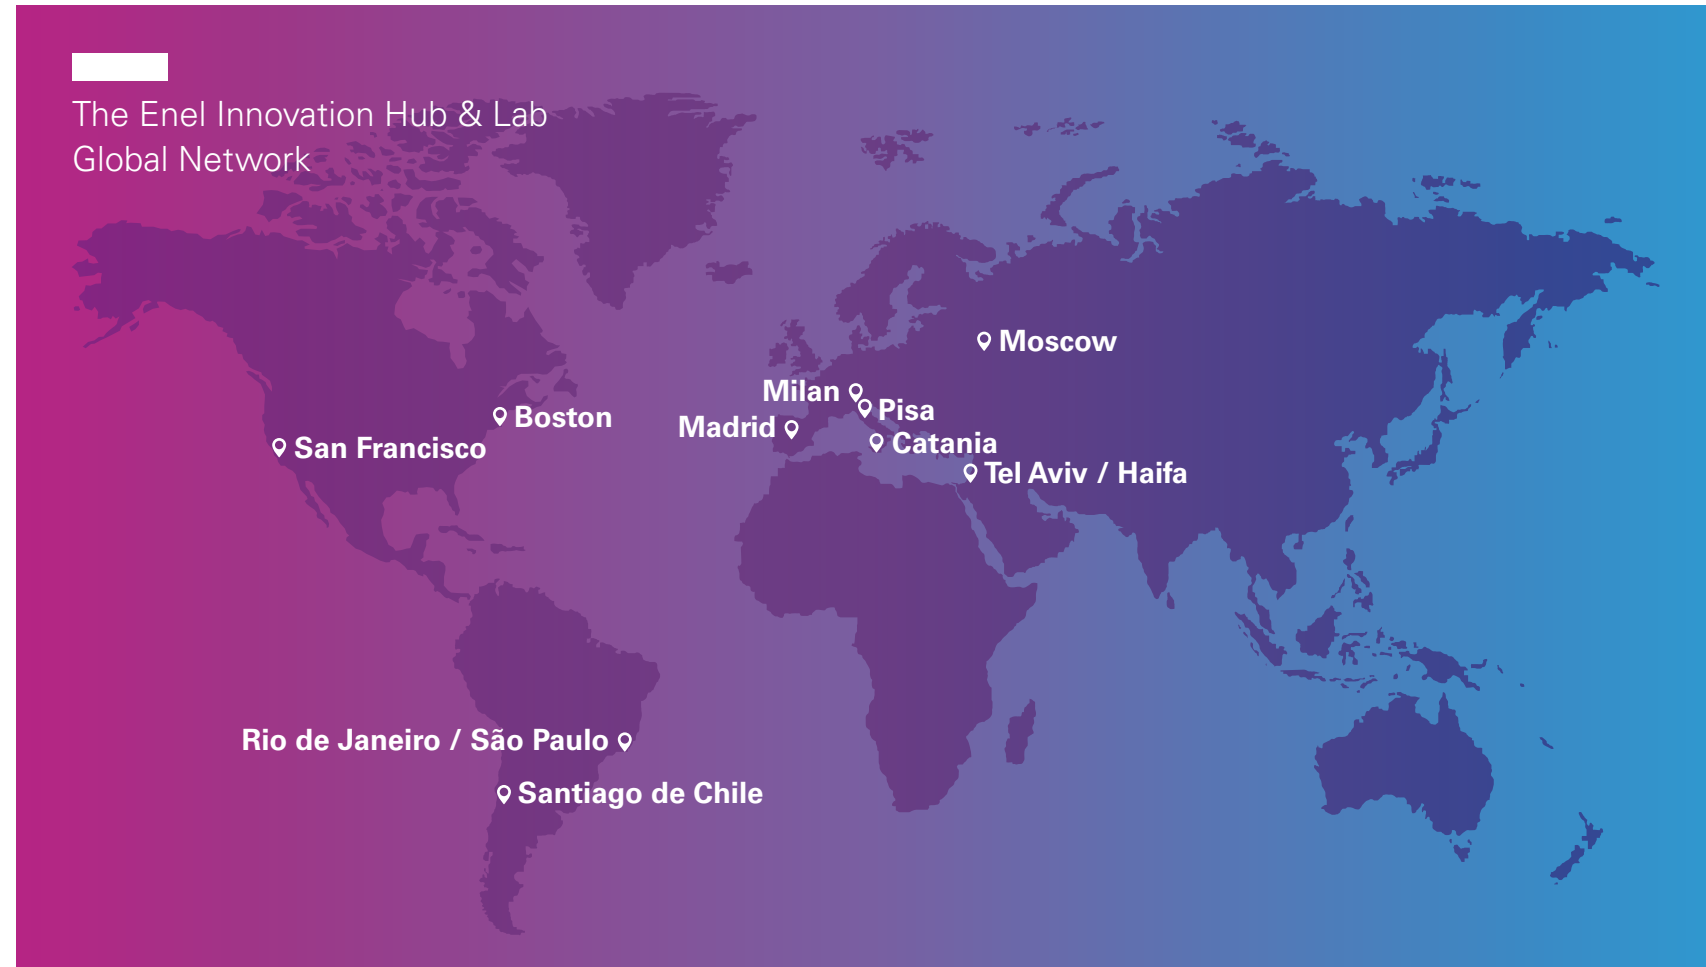 The Enel Innovation Hub & Lab
Global Network
Moscow
Milan
Pisa
Boston
Madrid
Catania
San Francisco
Tel Aviv / Haifa
Rio de Janeiro / São Paulo
Santiago de Chile